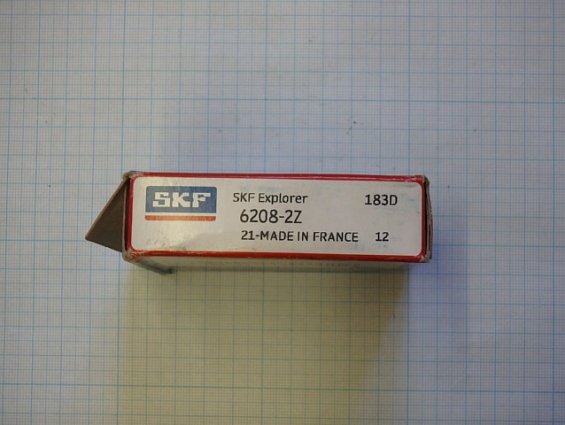 SKF
SKF Explorer 183D
6208-2Z
21-MADE IN FRANCE 12